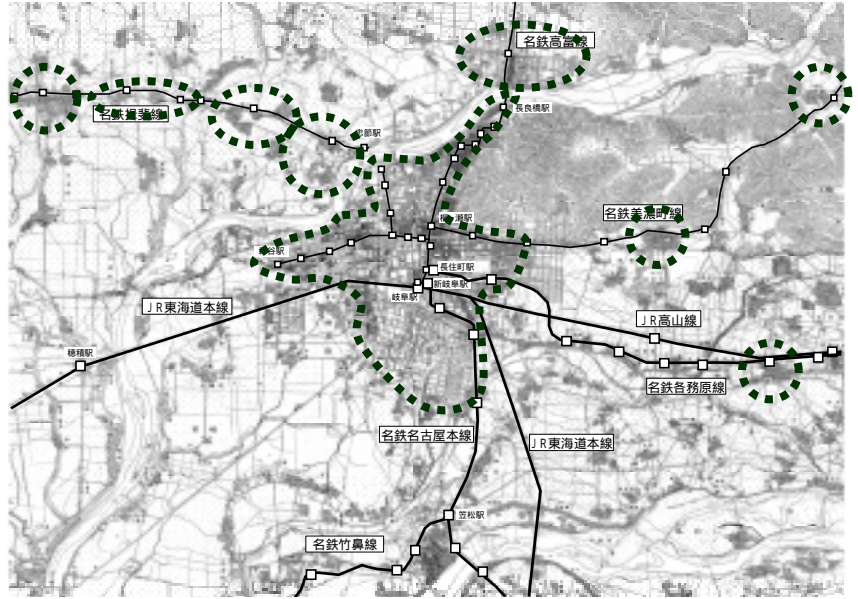 名鉄高富線
長良橋駅
名鉄揖斐線
忠節駅
名鉄美濃町線
柳ヶ瀬駅
長住町駅
新岐阜駅
岐阜駅
JR東海道本線
JR高山線
穂積駅
名鉄各務原線
名鉄名古屋本線
JR東海道本線
笠松駅
名鉄竹鼻線